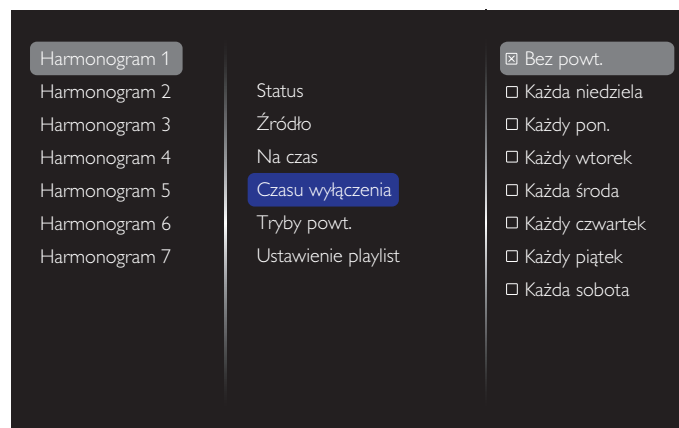 Harmonogram 1
Harmonogram 2
Harmonogram 3
Harmonogram 4
Harmonogram 5
Harmonogram 6
Harmonogram 7
Status
Źródło
Na czas
Czasu wyłączenia
Tryby powt.
Ustawienie playlist
Bez powt.
Każda niedziela
Każdy pon.
Każdy wtorek
Każda środa
Każdy czwartek
Każdy piątek
Każda sobota